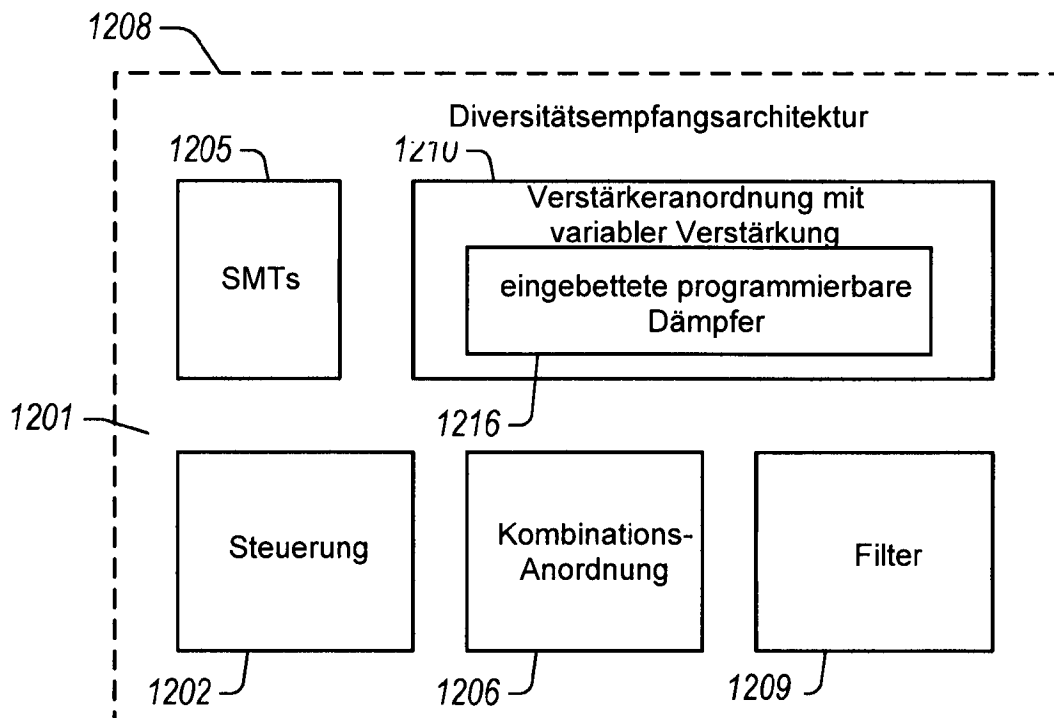 1208
Diversitätsempfangsarchitektur
1205
1210
Verstärkeranordnung mit
variabler Verstärkung
SMTs
eingebettete programmierbare
Dämpfer
1201
1216
Steuerung
Kombinations-
Anordnung
Filter
1202
1206
1209